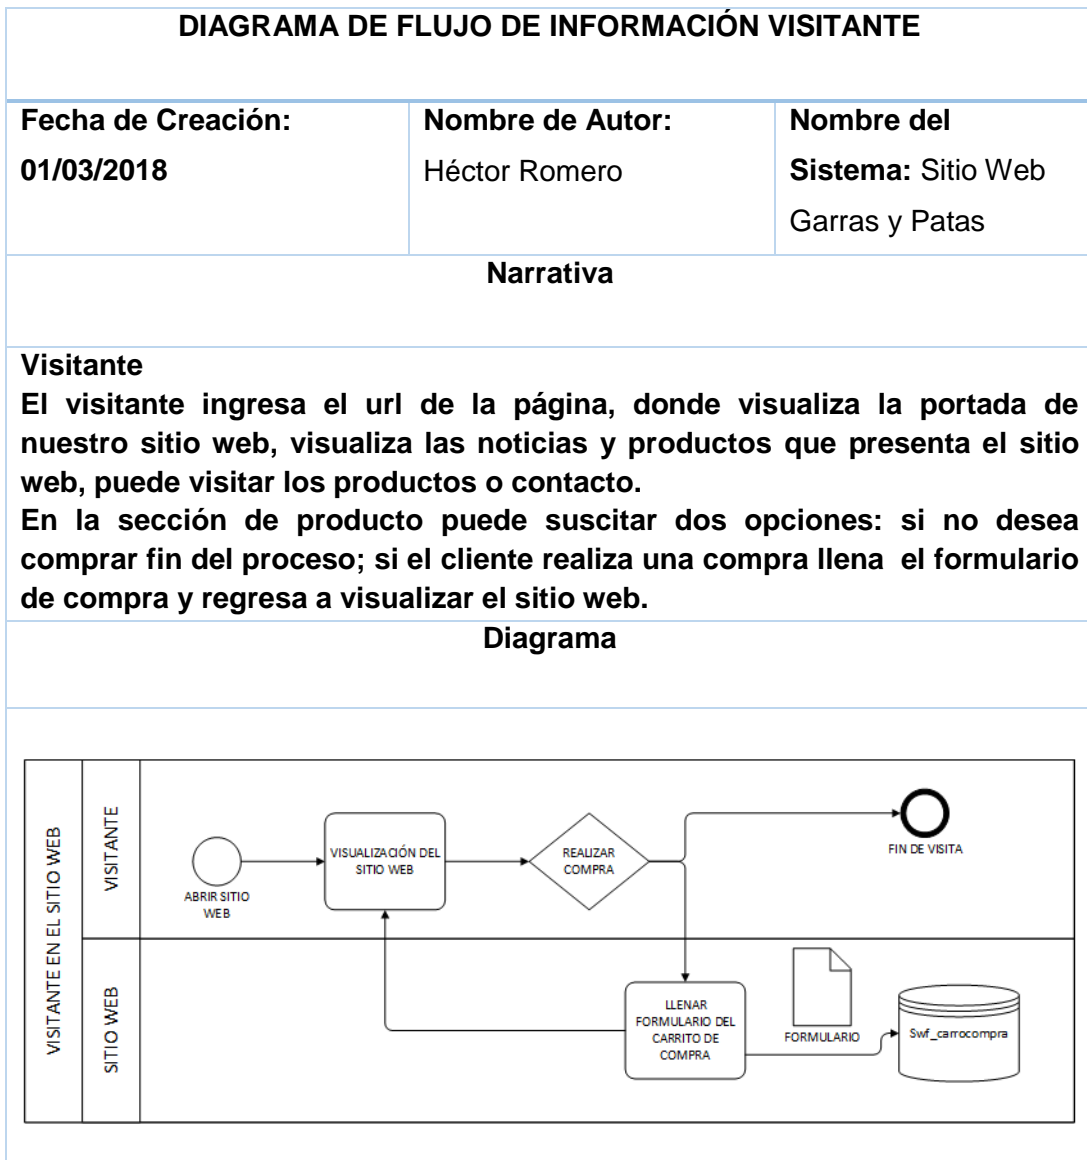 DIAGRAMA DE FLUJO DE INFORMACIÓN VISITANTE
Fecha de Creación:
01/03/2018
Nombre de Autor:
Héctor Romero
Nombre del
Sistema: Sitio Web
Garras y Patas
Narrativa
Visitante
El visitante ingresa el url de la página, donde visualiza la portada de
nuestro sitio web, visualiza las noticias y productos que presenta el sitio
web, puede visitar los productos o contacto.
En la sección de producto puede suscitar dos opciones: si no desea
comprar fin del proceso; si el cliente realiza una compra llena el formulario
de compra y regresa a visualizar el sitio web.
Diagrama
VISITANTE EN EL SITIO WEB
VISITANTE
ABRIR SITIO
WEB
VISUALIZACIÓN DEL
SITIO WEB
REALIZAR
COMPRA
FIN DE VISITA
SITIO WEB
LLENAR
FORMULARIO DEL
CARRITO DE
COMPRA
FORMULARIO
Swf_carrocompra